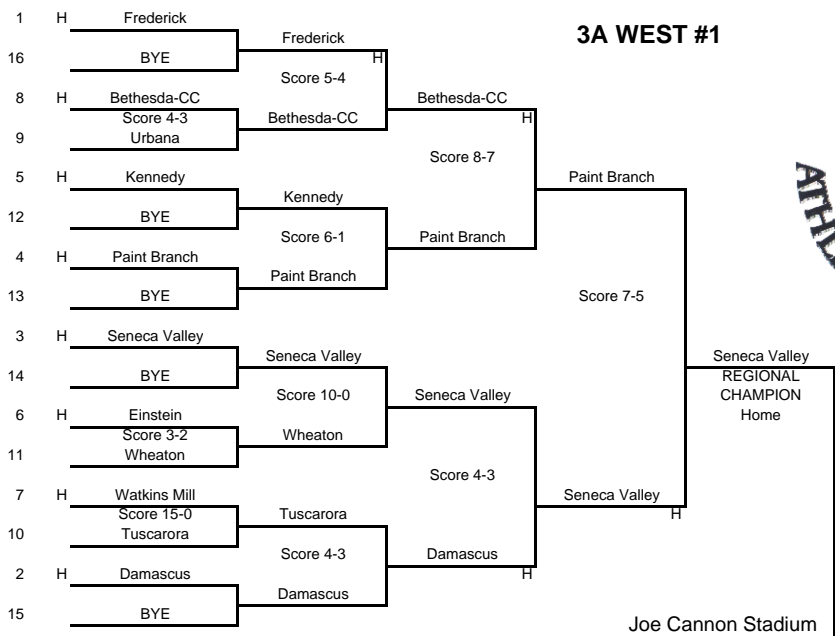 3A WEST #1
1 H Frederick
16 BYE
8 H Bethesda-CC
Score 4-3
9 Urbana
5 H Kennedy
12 BYE
4 H Paint Branch
13 BYE
3 H Seneca Valley
14 BYE
6 H Einstein
Score 3-2
11 Wheaton
7 H Watkins Mill
Score 15-0
10 Tuscarora
2 H Damascus
15 BYE
Frederick
H
Score 5-4
Bethesda-CC
Kennedy
Score 6-1
Paint Branch
Seneca Valley
Score 10-0
Wheaton
Tuscarora
Score 4-3
Damascus
Bethesda-CC
H
Score 8-7
Paint Branch
Seneca Valley
Score 4-3
Damascus
H
Paint Branch
Score 7-5
Seneca Valley
H
Seneca Valley
REGIONAL
CHAMPION
Home
Joe Cannon Stadium